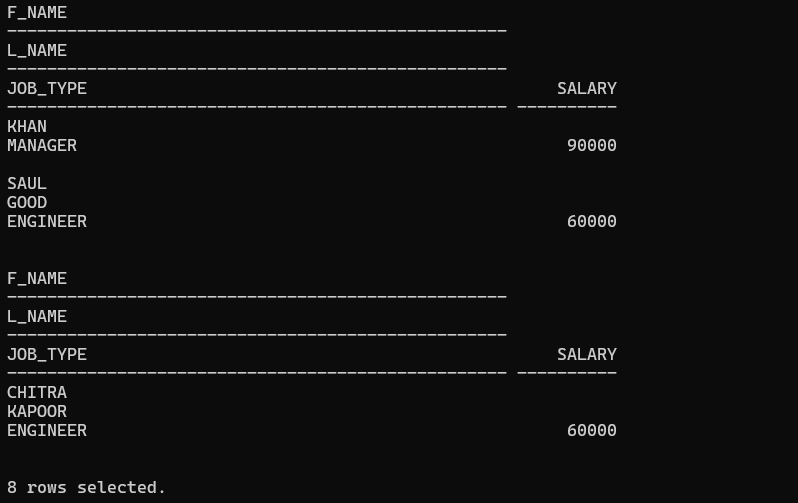 F_NAME
--------------------------------------------------
L_NAME
--------------------------------------------------
JOB_TYPE                                               SALARY
-------------------------------------------------- ----------
KHAN
MANAGER                                                 90000

SAUL
GOOD
ENGINEER                                                60000


F_NAME
--------------------------------------------------
L_NAME
--------------------------------------------------
JOB_TYPE                                               SALARY
-------------------------------------------------- ----------
CHITRA
KAPOOR
ENGINEER                                                60000


8 rows selected.